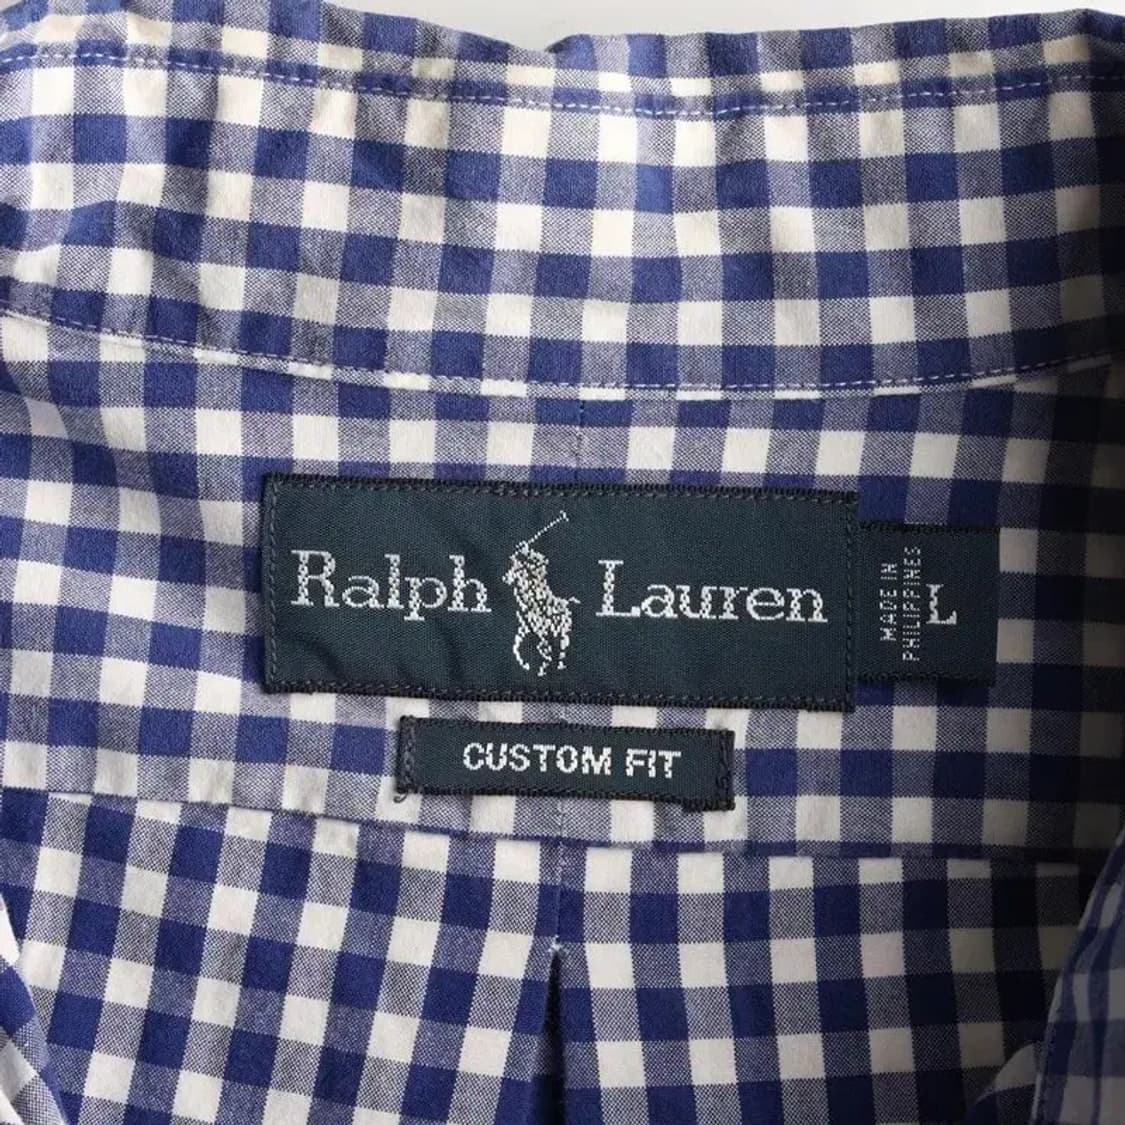 Ralph Lauren
MADE IN
PHILIPPINES
L
CUSTOM FIT